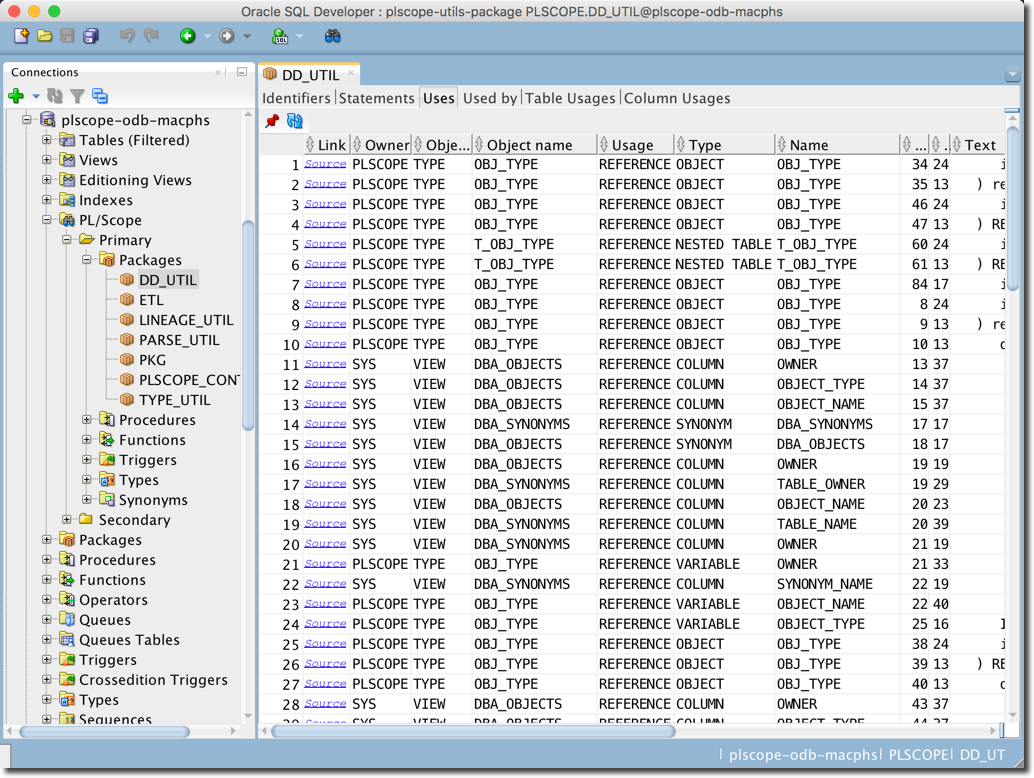 Oracle SQL Developer : plscope-utils-package PLSCOPE.DD_UTIL@plscope-odb-macphs
Connections
plscope-odb-macphs
Tables (Filtered)
Views
Editioning Views
Indexes
PL/Scope
Primary
Packages
DD_UTIL
ETL
LINEAGE_UTIL
PARSE_UTIL
PKG
PLSCOPE_CONT
TYPE_UTIL
Procedures
Functions
Triggers
Types
Synonyms
Secondary
Packages
Procedures
Functions
Operators
Queues
Queues Tables
Triggers
Crossedition Triggers
Types
Sequences
DD_UTIL
Identifiers Statements Uses Used by Table Usages Column Usages
Link Owner Obje... Object name Usage Type Name ... . Text
1 Source PLSCOPE TYPE OBJ_TYPE REFERENCE OBJECT OBJ_TYPE 34 24 i
2 Source PLSCOPE TYPE OBJ_TYPE REFERENCE OBJECT OBJ_TYPE 35 13 ) re
3 Source PLSCOPE TYPE OBJ_TYPE REFERENCE OBJECT OBJ_TYPE 46 24 i
4 Source PLSCOPE TYPE OBJ_TYPE REFERENCE OBJECT OBJ_TYPE 47 13 ) RE
5 Source PLSCOPE TYPE T_OBJ_TYPE REFERENCE NESTED TABLE T_OBJ_TYPE 60 24 i
6 Source PLSCOPE TYPE T_OBJ_TYPE REFERENCE NESTED TABLE T_OBJ_TYPE 61 13 ) RE
7 Source PLSCOPE TYPE OBJ_TYPE REFERENCE OBJECT OBJ_TYPE 84 17 i
8 Source PLSCOPE TYPE OBJ_TYPE REFERENCE OBJECT OBJ_TYPE 8 24 i
9 Source PLSCOPE TYPE OBJ_TYPE REFERENCE OBJECT OBJ_TYPE 9 13 ) re
10 Source PLSCOPE TYPE OBJ_TYPE REFERENCE OBJECT OBJ_TYPE 10 13
11 Source SYS VIEW DBA_OBJECTS REFERENCE COLUMN OWNER 13 37
12 Source SYS VIEW DBA_OBJECTS REFERENCE COLUMN OBJECT_TYPE 14 37
13 Source SYS VIEW DBA_OBJECTS REFERENCE COLUMN OBJECT_NAME 15 37
14 Source SYS VIEW DBA_SYNONYMS REFERENCE SYNONYM DBA_SYNONYMS 17 17
15 Source SYS VIEW DBA_OBJECTS REFERENCE SYNONYM DBA_OBJECTS 18 17
16 Source SYS VIEW DBA_OBJECTS REFERENCE COLUMN OWNER 19 19
17 Source SYS VIEW DBA_SYNONYMS REFERENCE COLUMN TABLE_OWNER 19 29
18 Source SYS VIEW DBA_OBJECTS REFERENCE COLUMN OBJECT_NAME 20 23
19 Source SYS VIEW DBA_SYNONYMS REFERENCE COLUMN TABLE_NAME 20 39
20 Source SYS VIEW DBA_SYNONYMS REFERENCE COLUMN OWNER 21 19
21 Source PLSCOPE TYPE OBJ_TYPE REFERENCE VARIABLE OWNER 21 33
22 Source SYS VIEW DBA_SYNONYMS REFERENCE COLUMN SYNONYM_NAME 22 19
23 Source PLSCOPE TYPE OBJ_TYPE REFERENCE VARIABLE OBJECT_NAME 22 40
24 Source PLSCOPE TYPE OBJ_TYPE REFERENCE VARIABLE OBJECT_TYPE 25 16 I
25 Source PLSCOPE TYPE OBJ_TYPE REFERENCE OBJECT OBJ_TYPE 38 24 i
26 Source PLSCOPE TYPE OBJ_TYPE REFERENCE OBJECT OBJ_TYPE 39 13 ) RE
27 Source PLSCOPE TYPE OBJ_TYPE REFERENCE OBJECT OBJ_TYPE 40 13
28 Source SYS VIEW DBA_OBJECTS REFERENCE COLUMN OWNER 43 37
29 Source SYS VIEW DBA_OBJECTS REFERENCE COLUMN OBJECT_TYPE 44 37
plscope-odb-macphs| PLSCOPE| DD_UT